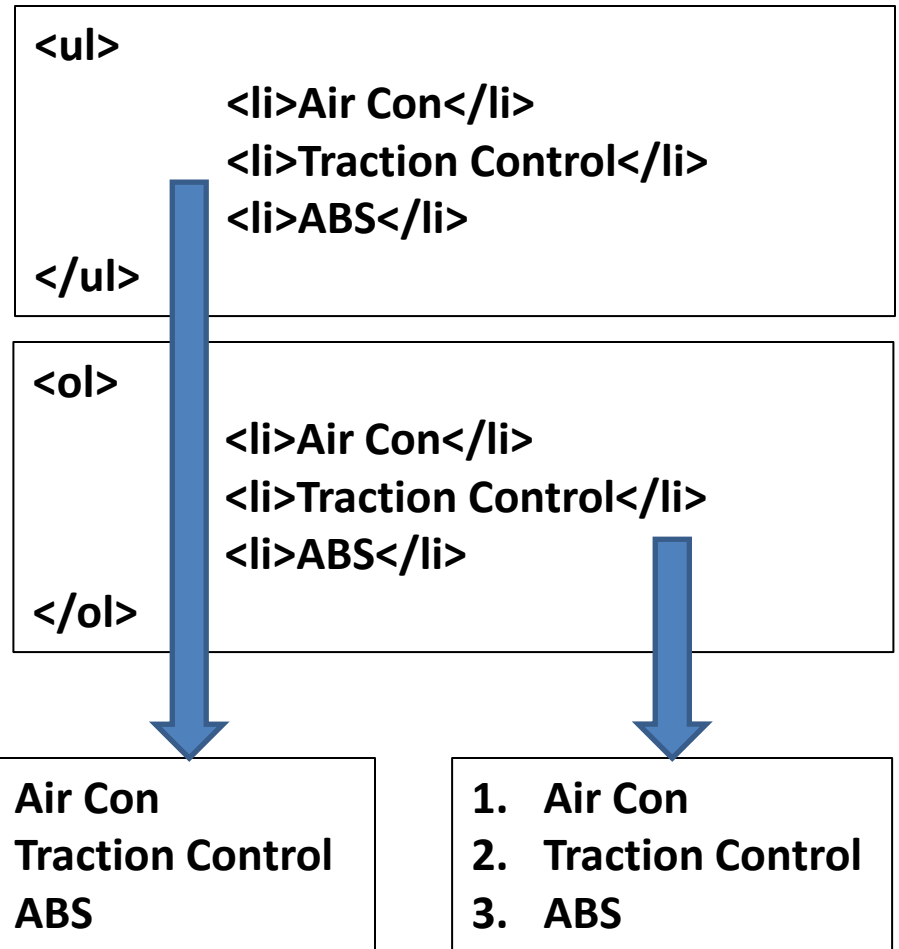 <ul>
<li>Air Con</li>
<li>Traction Control</li>
<li>ABS</li>
</ul>
<ol>
<li>Air Con</li>
<li>Traction Control</li>
<li>ABS</li>
</ol>
Air Con
Traction Control
ABS
1. Air Con
2. Traction Control
3. ABS